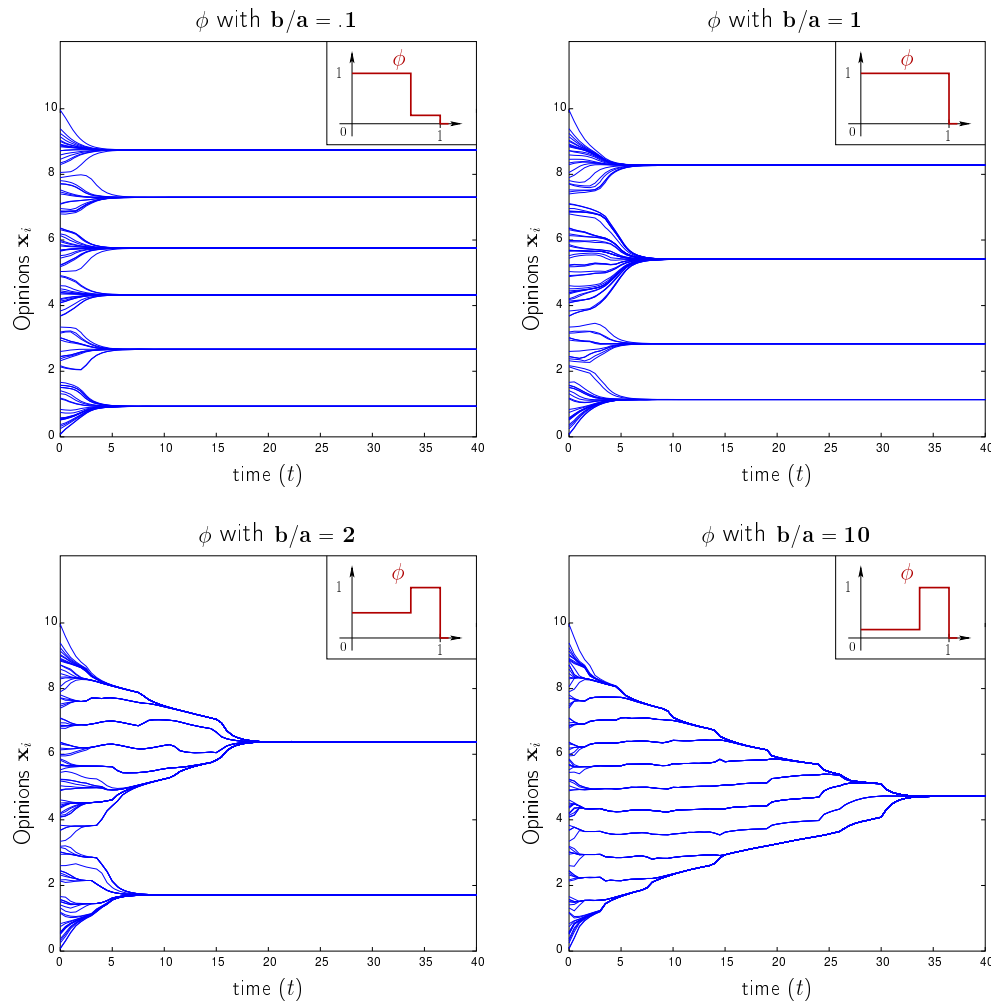 ϕ with b/a = .1
ϕ
1
0
1
10
8
6
4
2
0
Opinions x_i
0 5 10 15 20 25 30 35 40
time (t)
ϕ with b/a = 1
ϕ
1
0
1
10
8
6
4
2
0
Opinions x_i
0 5 10 15 20 25 30 35 40
time (t)
ϕ with b/a = 2
ϕ
1
0
1
10
8
6
4
2
0
Opinions x_i
0 5 10 15 20 25 30 35 40
time (t)
ϕ with b/a = 10
ϕ
1
0
1
10
8
6
4
2
0
Opinions x_i
0 5 10 15 20 25 30 35 40
time (t)